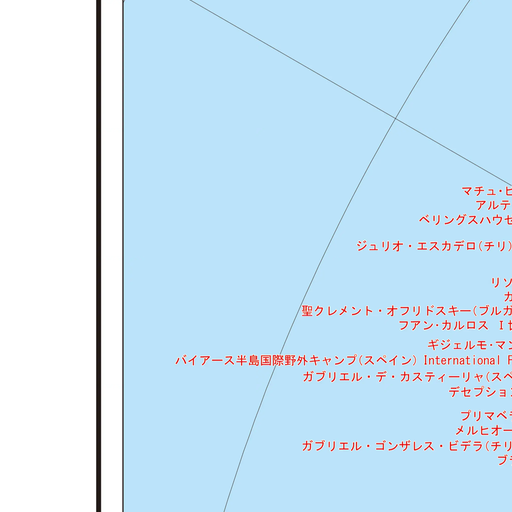 マチュ・ピ
アルテ
ベリングスハウゼ
ジュリオ・エスカデロ(チリ)
リソ
カ
聖クレメント・オフリドスキー(ブルガ
フアン・カルロス Ⅰ世
ギジェルモ・マン
バイアース半島国際野外キャンプ(スペイン) International F
ガブリエル・デ・カスティーリャ(スペ
デセプション
プリマベラ
メルヒオー
ガブリエル・ゴンザレス・ビデラ(チリ
ブラ